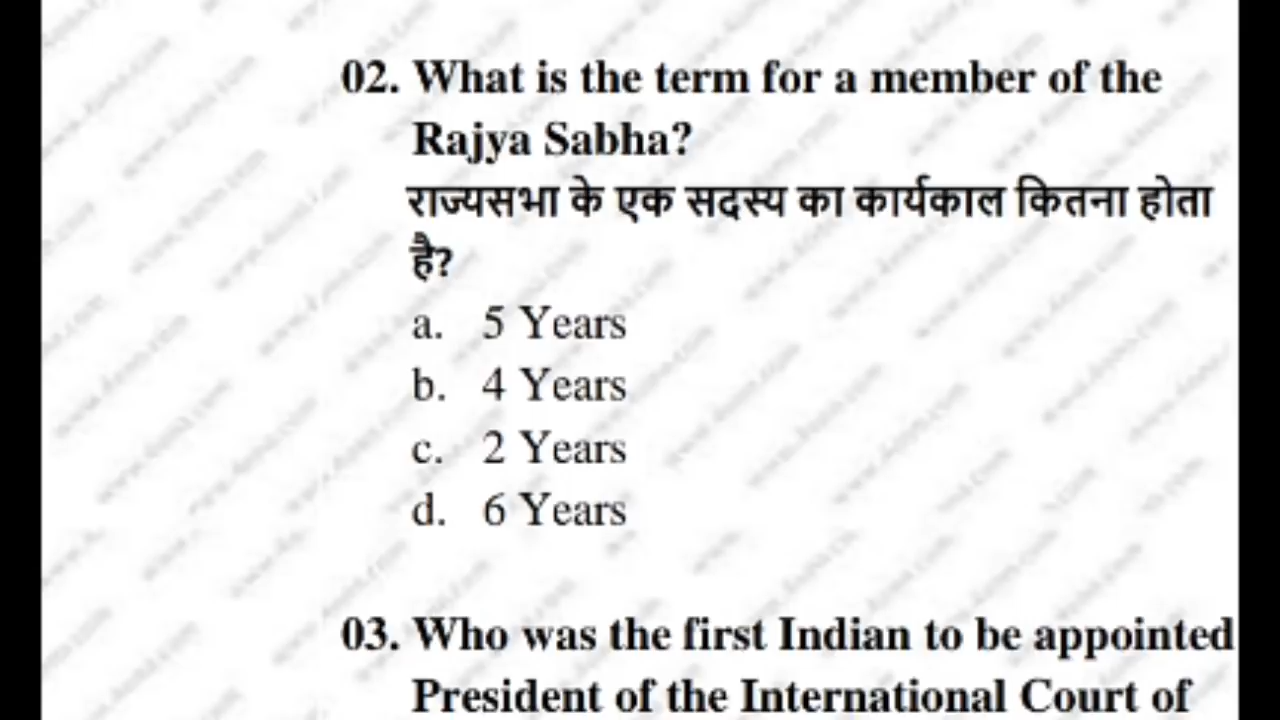 02. What is the term for a member of the
Rajya Sabha?
राज्यसभा के एक सदस्य का कार्यकाल कितना होता
है?
a. 5 Years
b. 4 Years
c. 2 Years
d. 6 Years
03. Who was the first Indian to be appointed
President of the International Court of